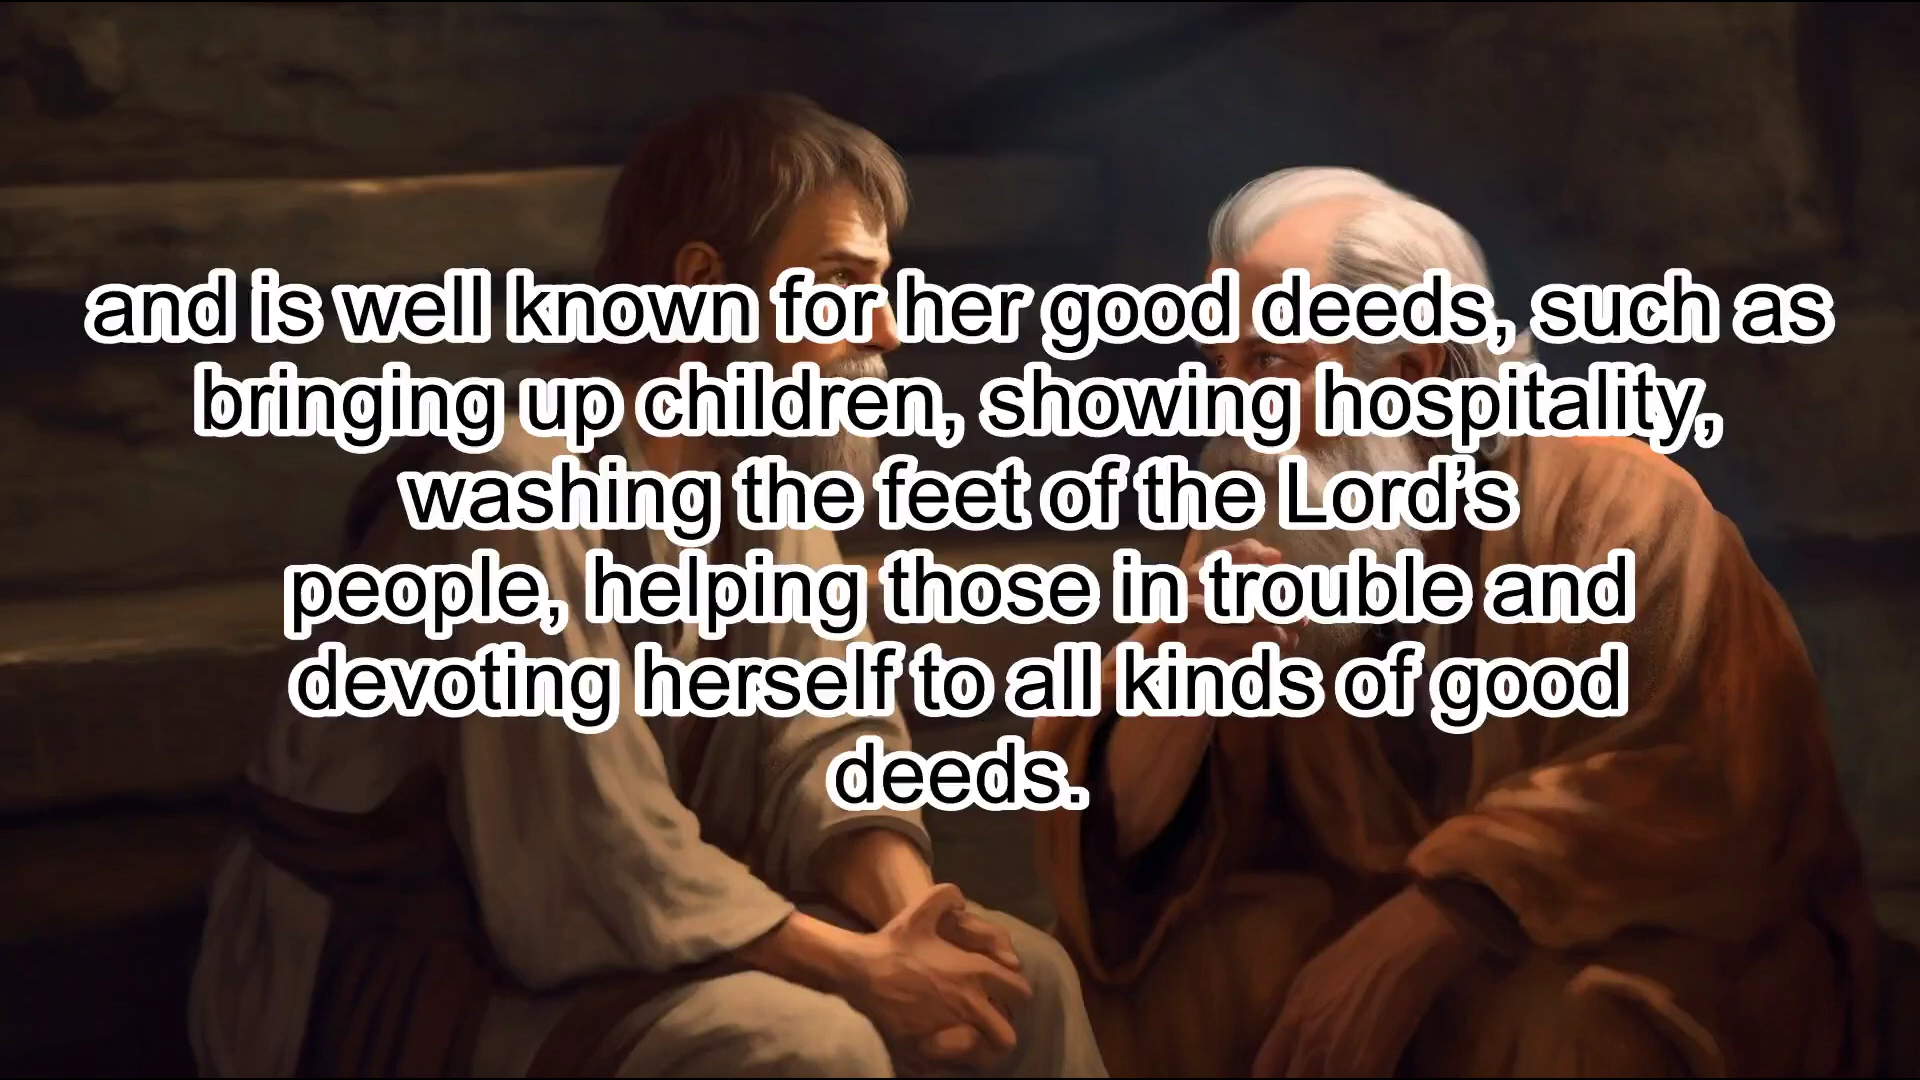 and is well known for her good deeds, such as
bringing up children, showing hospitality,
washing the feet of the Lord’s
people, helping those in trouble and
devoting herself to all kinds of good
deeds.